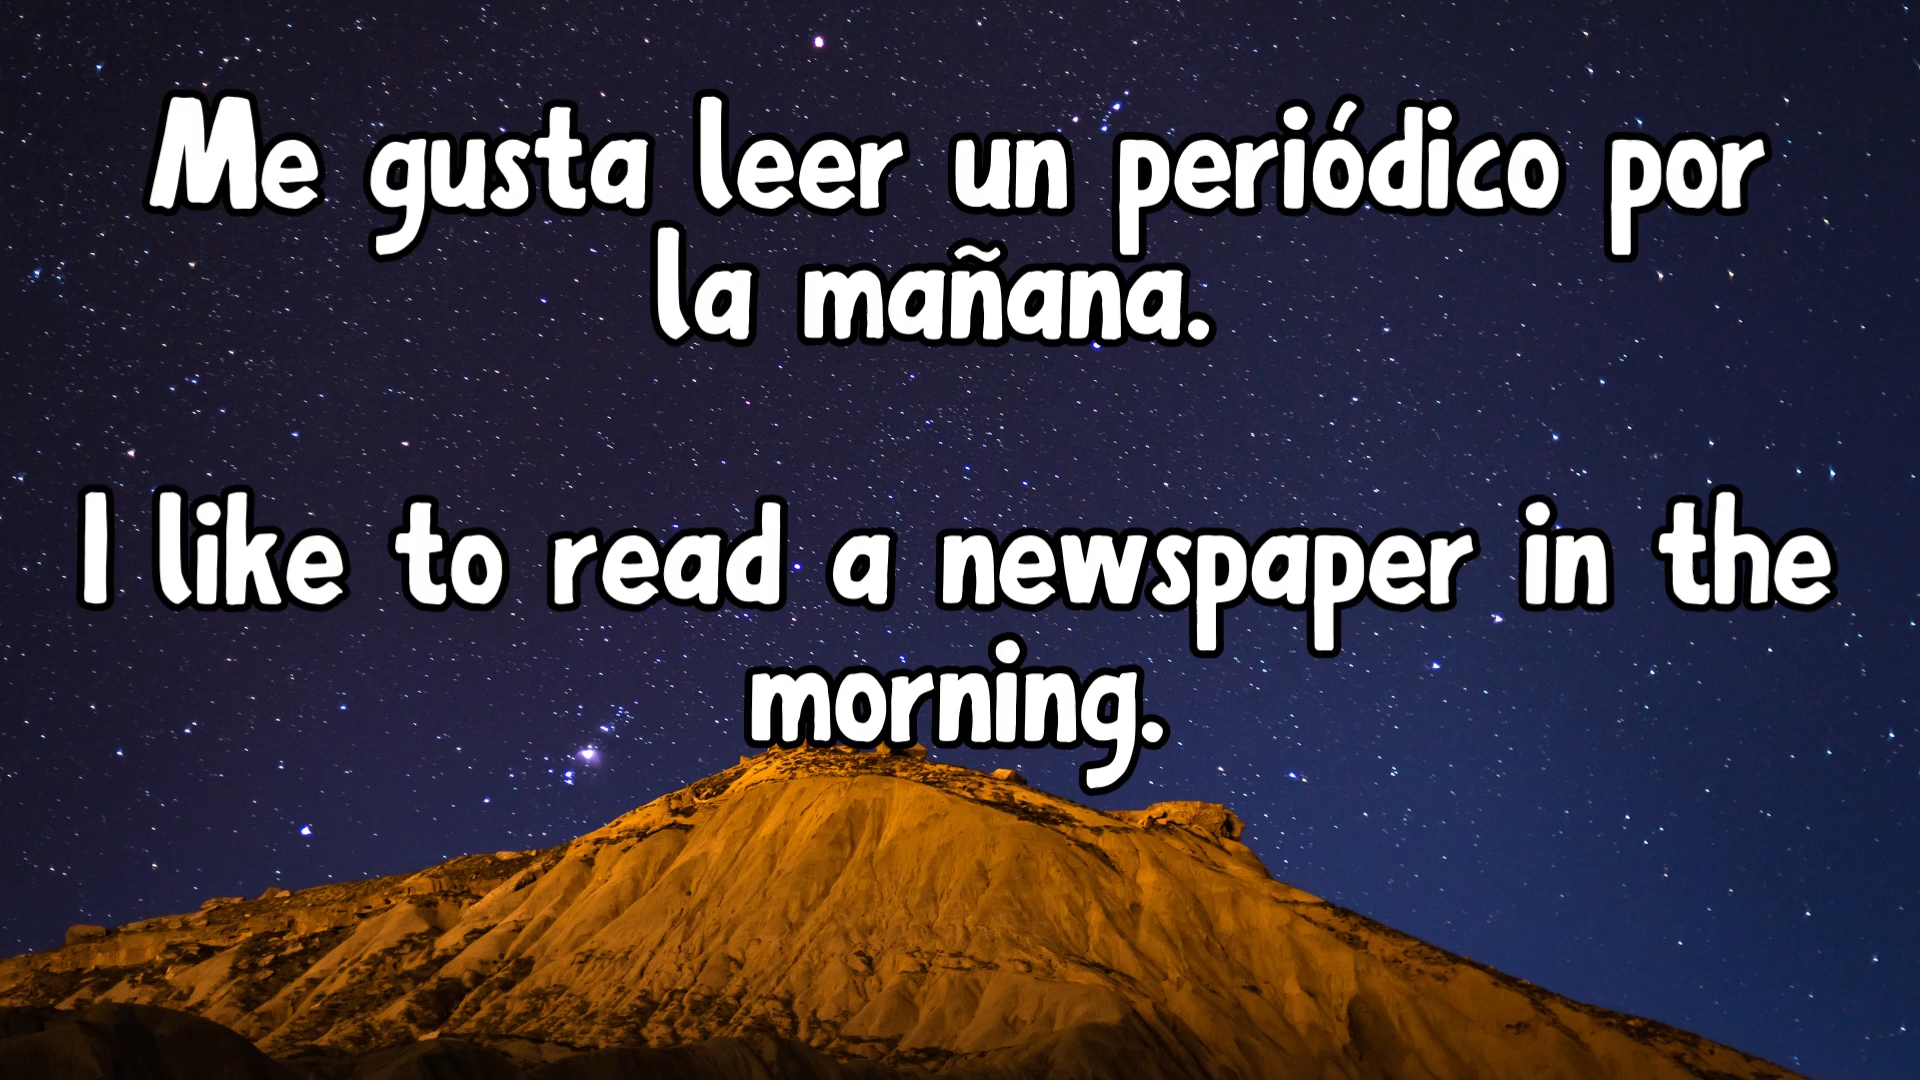 Me gusta leer un periódico por
la mañana.
I like to read a newspaper in the
morning.